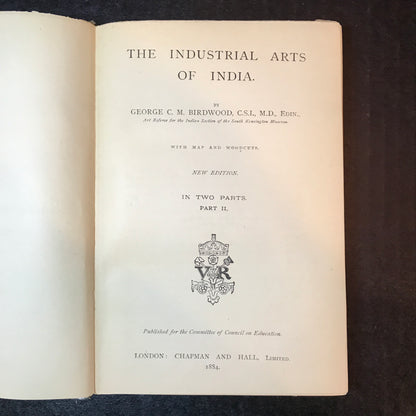 THE INDUSTRIAL ARTS
OF INDIA.
BY
GEORGE C. M. BIRDWOOD, C.S.I., M.D., EDIN.,
Art Referee for the Indian Section of the South Kensington Museum.
WITH MAP AND WOODCUTS.
NEW EDITION.
IN TWO PARTS.
PART II.
V R
Published for the Committee of Council on Education.
LONDON: CHAPMAN AND HALL, LIMITED.
1884.